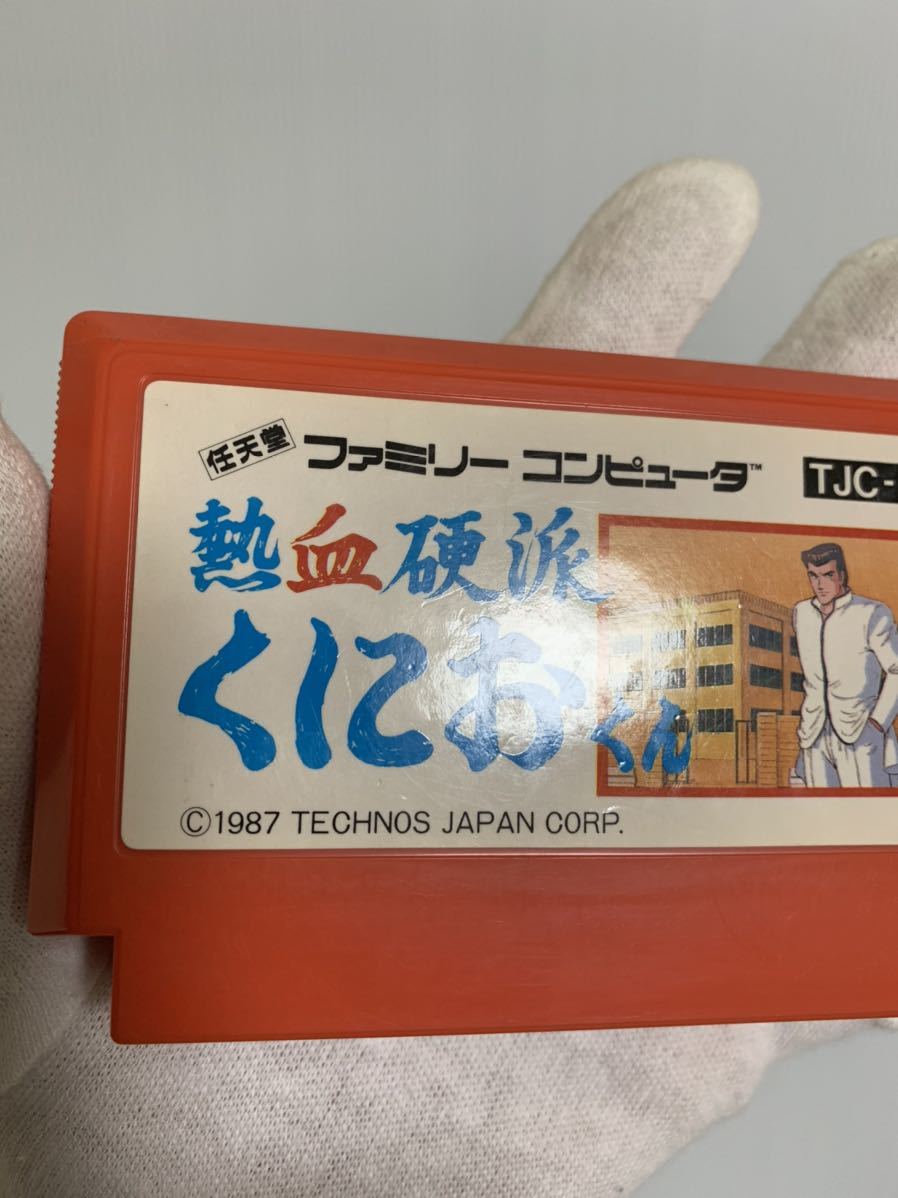 任天堂 ファミリー コンピュータ™ TJC-
熱血硬派
くにおくん
©1987 TECHNOS JAPAN CORP.